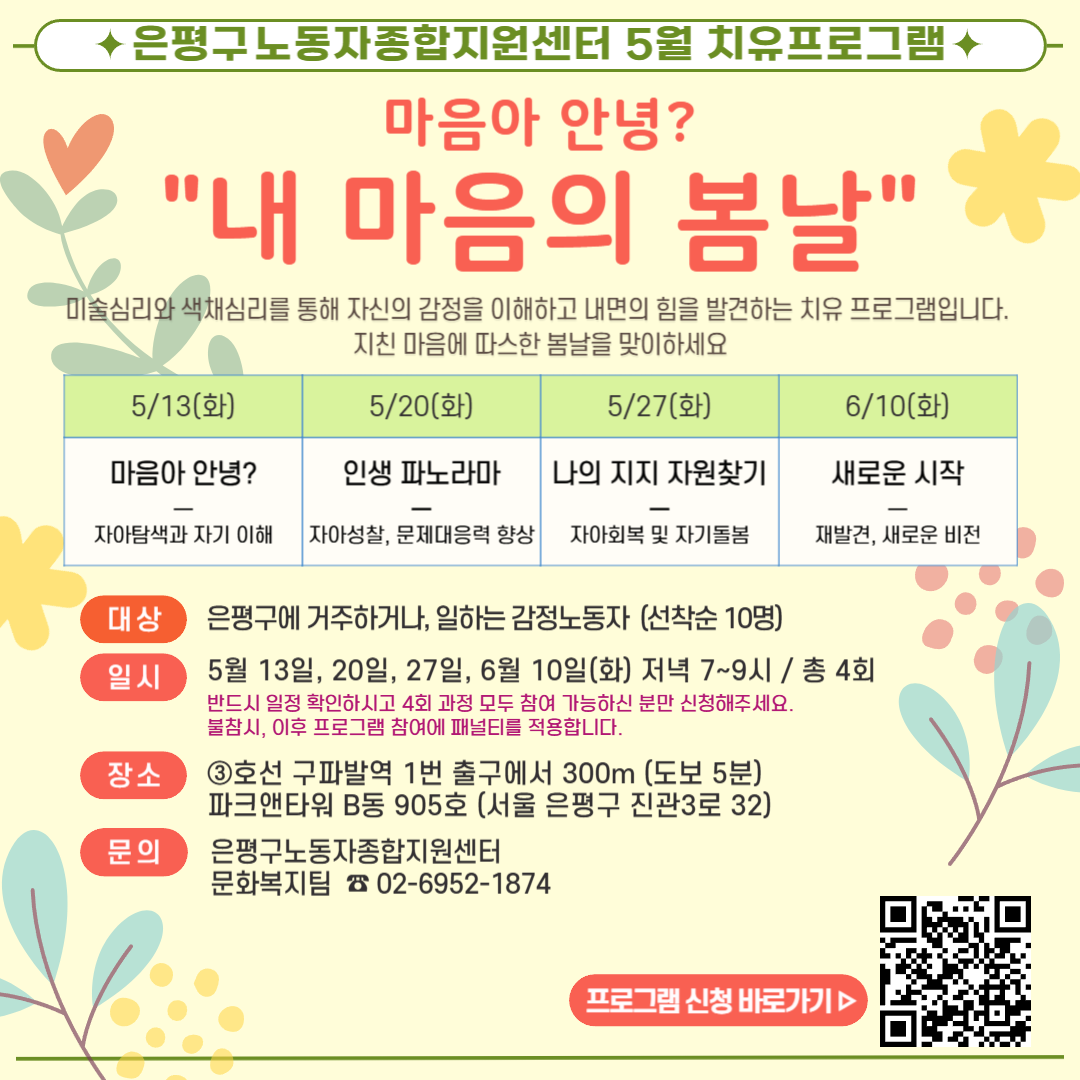 ✦은평구노동자종합지원센터 5월 치유프로그램✦
마음아 안녕?
"내 마음의 봄날"
미술심리와 색채심리를 통해 자신의 감정을 이해하고 내면의 힘을 발견하는 치유 프로그램입니다.
지친 마음에 따스한 봄날을 맞이하세요
5/13(화) 5/20(화) 5/27(화) 6/10(화)
마음아 안녕? 인생 파노라마 나의 지지 자원찾기 새로운 시작
– – – –
자아탐색과 자기 이해 자아성찰, 문제대응력 향상 자아회복 및 자기돌봄 재발견, 새로운 비전
대상 은평구에 거주하거나, 일하는 감정노동자 (선착순 10명)
일시 5월 13일, 20일, 27일, 6월 10일(화) 저녁 7~9시 / 총 4회
반드시 일정 확인하시고 4회 과정 모두 참여 가능하신 분만 신청해주세요.
불참시, 이후 프로그램 참여에 패널티를 적용합니다.
장소 ③호선 구파발역 1번 출구에서 300m (도보 5분)
파크앤타워 B동 905호 (서울 은평구 진관3로 32)
문의 은평구노동자종합지원센터
문화복지팀 ☎ 02-6952-1874
프로그램 신청 바로가기 ▷